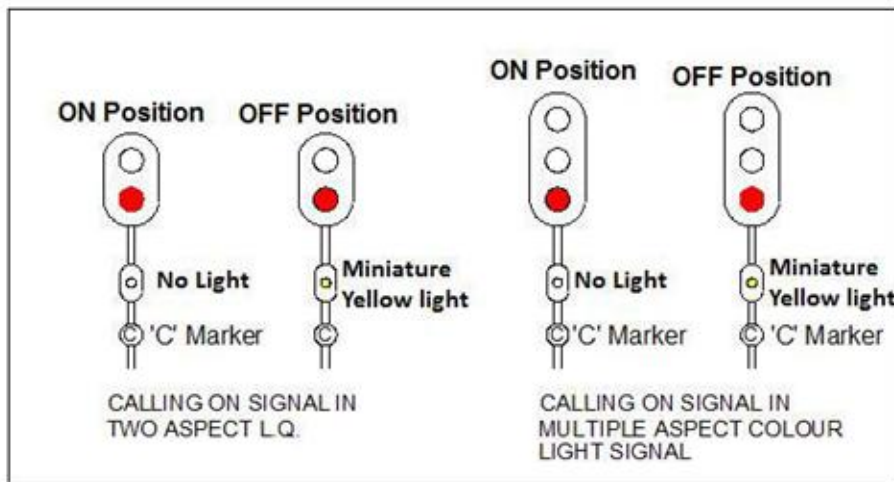 ON Position
OFF Position
No Light
Miniature
Yellow light
C 'C' Marker
C
CALLING ON SIGNAL IN
TWO ASPECT L.Q.
ON Position
OFF Position
No Light
Miniature
Yellow light
C 'C' Marker
C 'C' Marker
CALLING ON SIGNAL IN
MULTIPLE ASPECT COLOUR
LIGHT SIGNAL